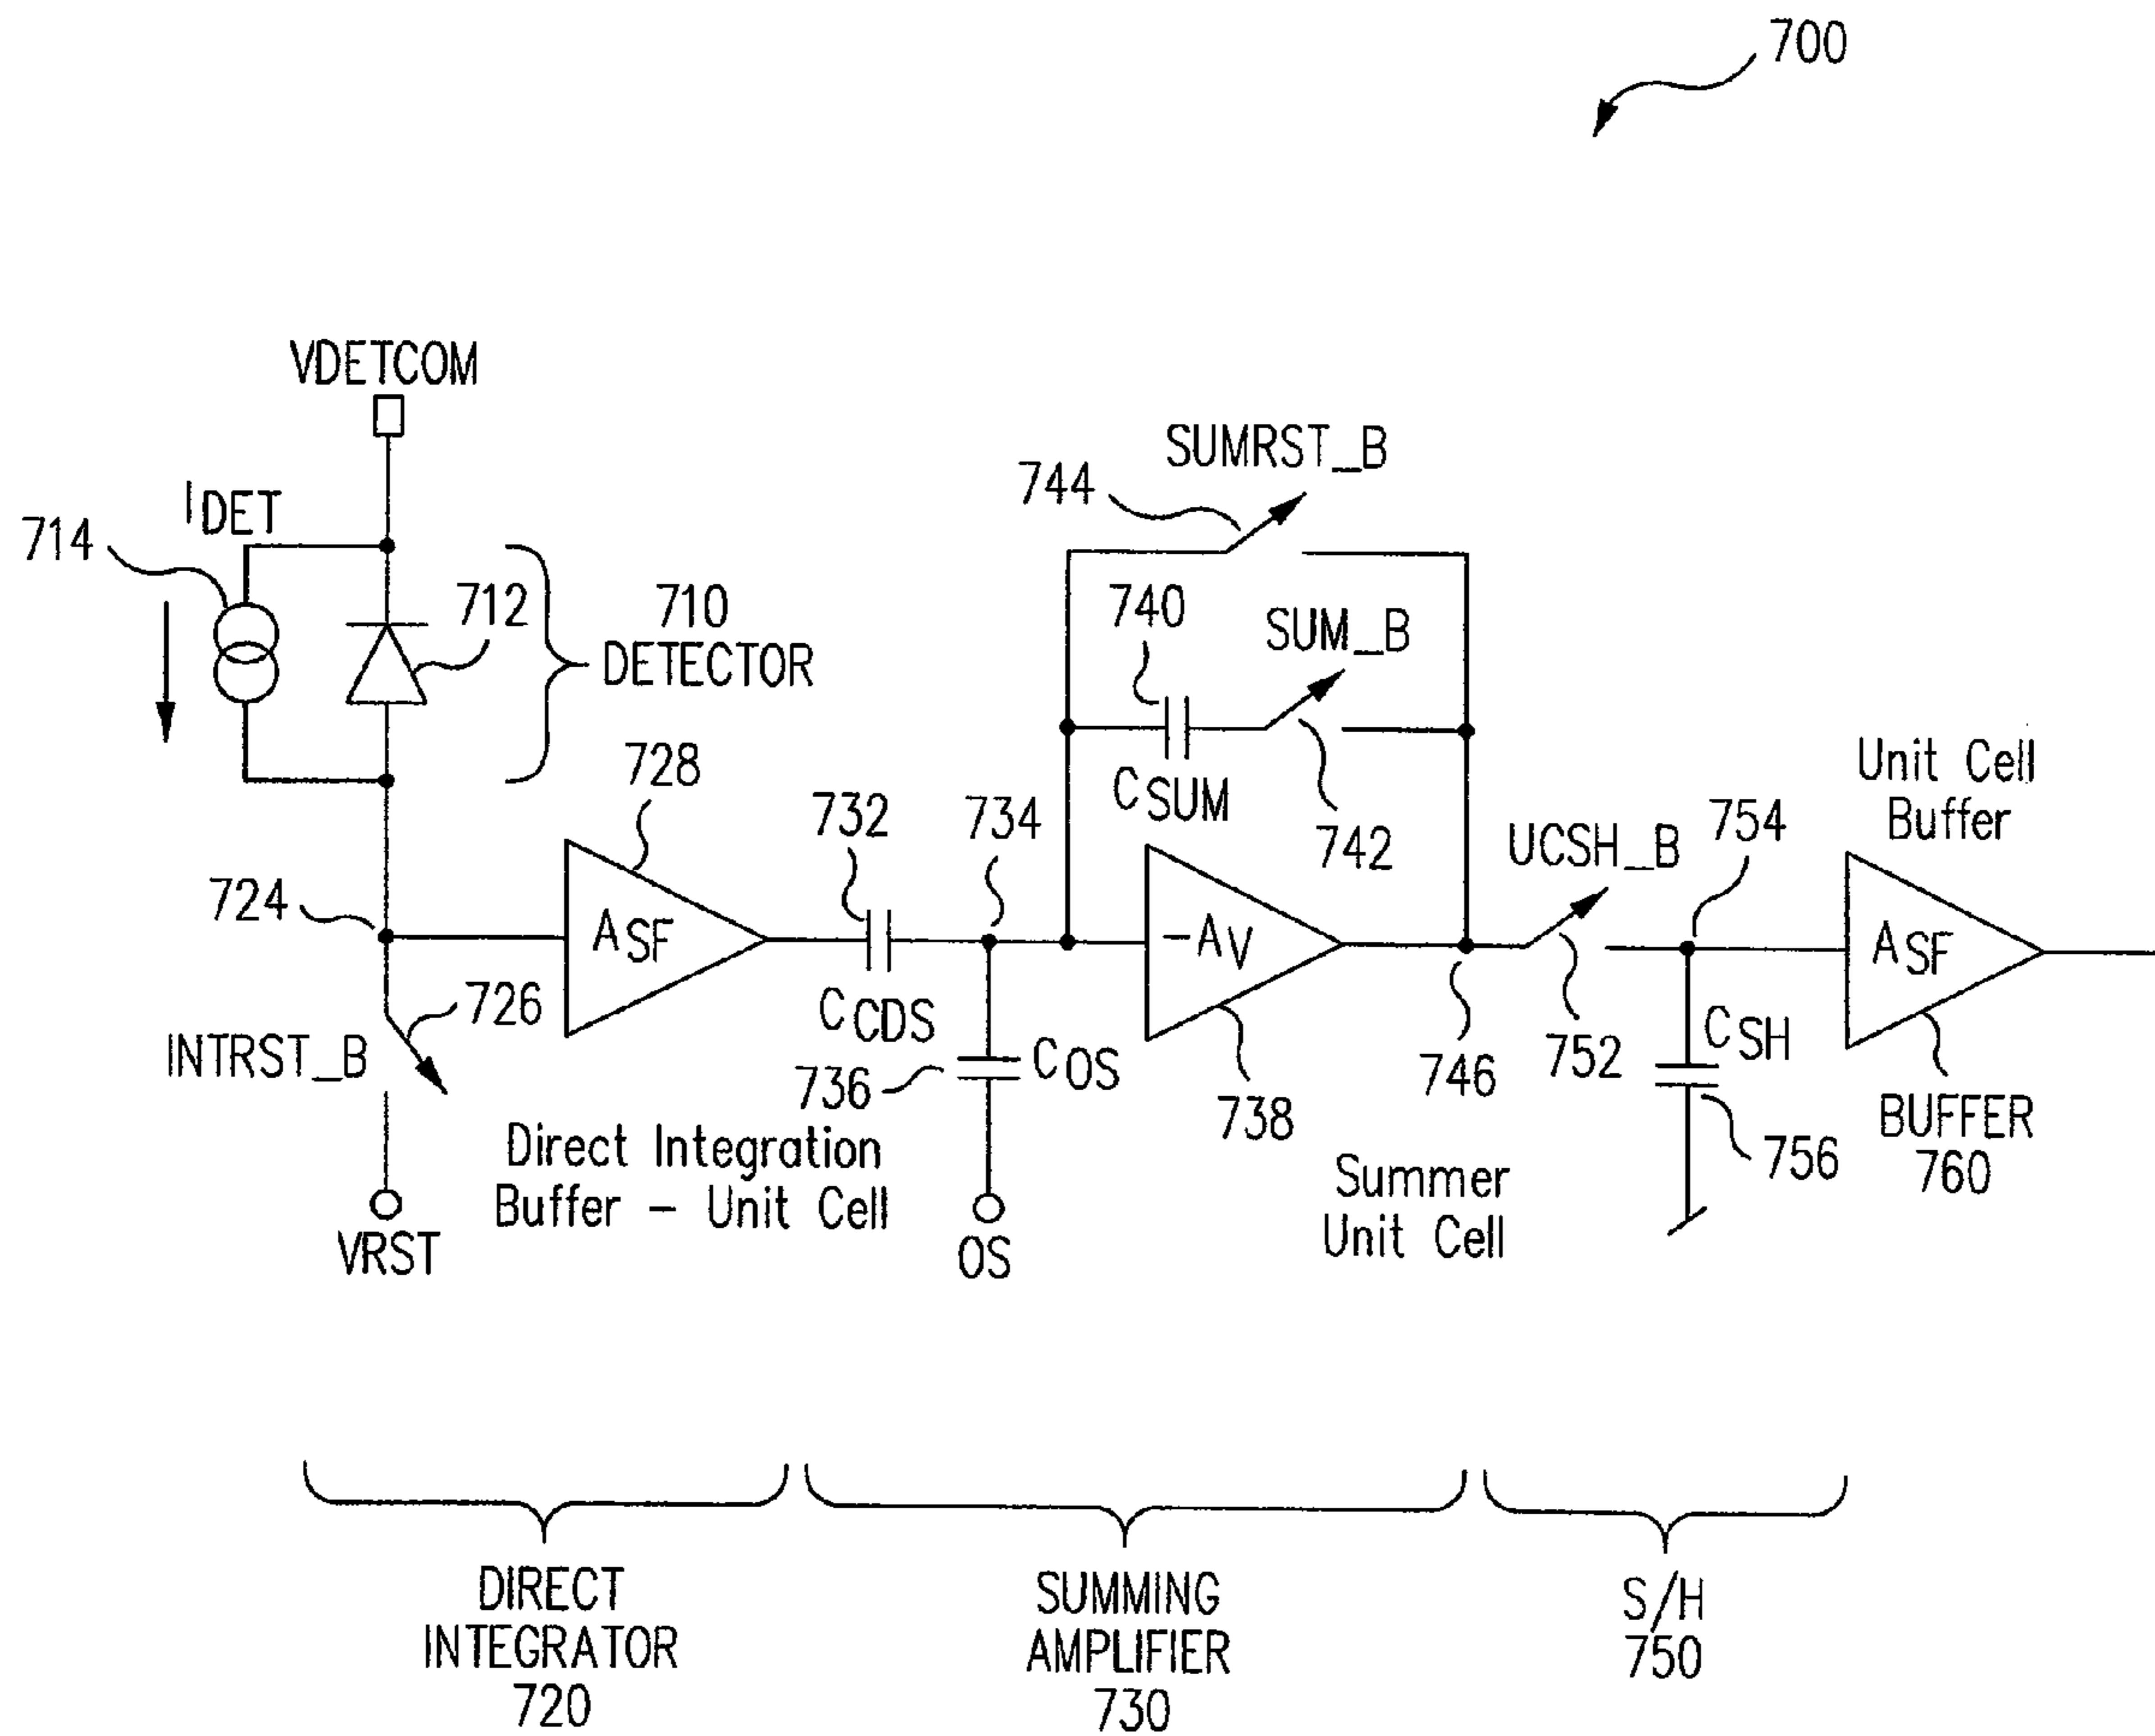 700
VDETCOM
IDET
714
712
710
DETECTOR
SUMRST_B
744
740
SUM_B
CSUM
742
728
732
734
724
ASF
CCDS
726
INTRST_B
VRST
Direct Integration
Buffer – Unit Cell
736
COS
OS
-AV
738
746
Summer
Unit Cell
UCSH_B
752
754
CSH
756
Unit Cell
Buffer
ASF
BUFFER
760
DIRECT
INTEGRATOR
720
SUMMING
AMPLIFIER
730
S/H
750